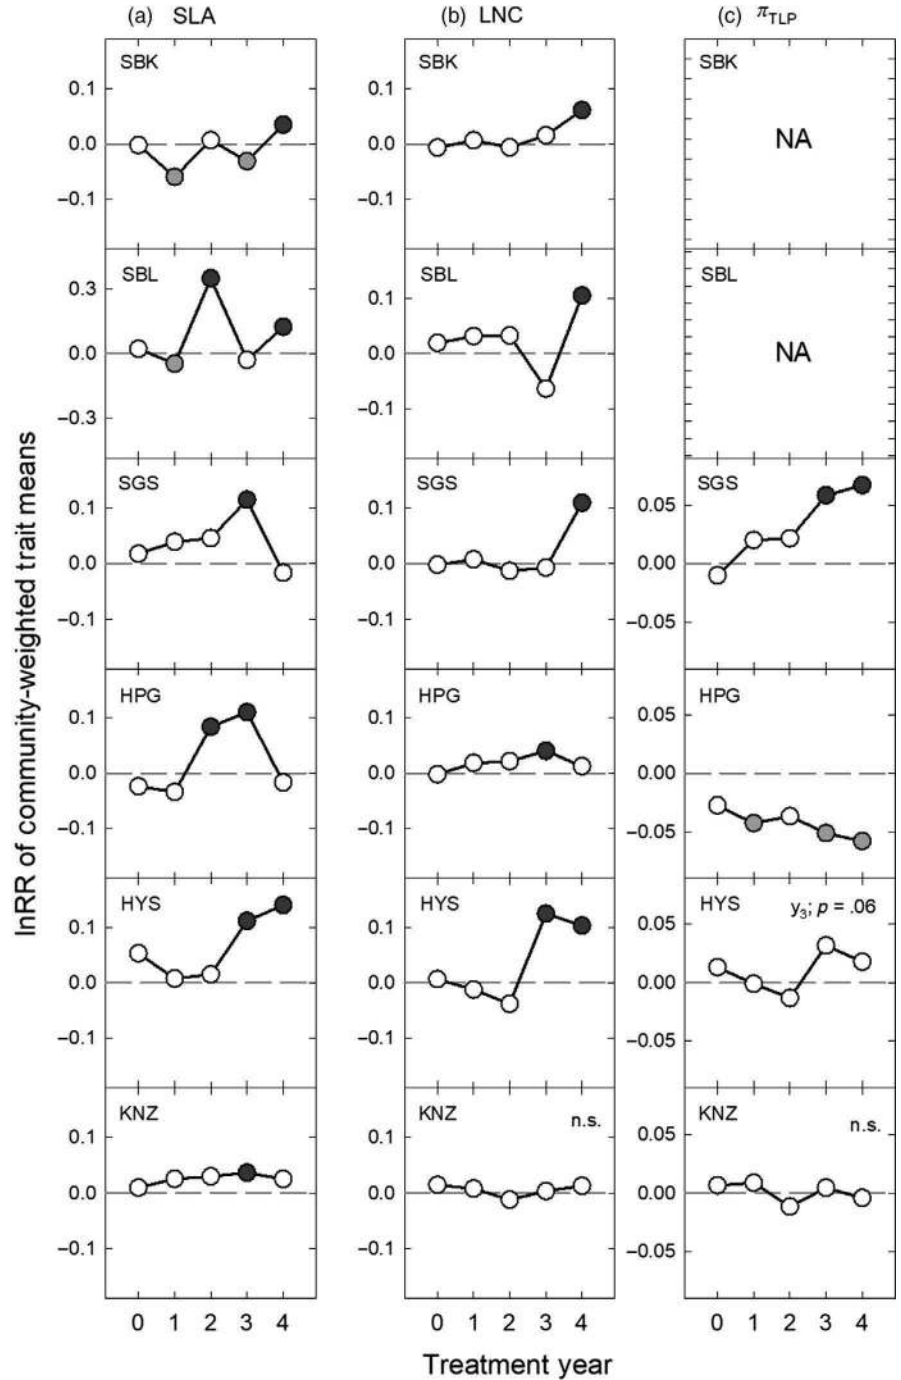 (a) SLA
(b) LNC
(c) πTLP
SBK
0.1
0.0
−0.1
SBK
0.1
0.0
−0.1
SBK
NA
SBL
0.3
0.0
−0.3
SBL
0.1
0.0
−0.1
SBL
NA
SGS
0.1
0.0
−0.1
SGS
0.1
0.0
−0.1
SGS
0.05
0.00
−0.05
HPG
0.1
0.0
−0.1
HPG
0.1
0.0
−0.1
HPG
0.05
0.00
−0.05
HYS
0.1
0.0
−0.1
HYS
0.1
0.0
−0.1
HYS
y3; p = .06
0.05
0.00
−0.05
KNZ
0.1
0.0
−0.1
KNZ
n.s.
0.1
0.0
−0.1
KNZ
n.s.
0.05
0.00
−0.05
0 1 2 3 4
0 1 2 3 4
0 1 2 3 4
lnRR of community-weighted trait means
Treatment year